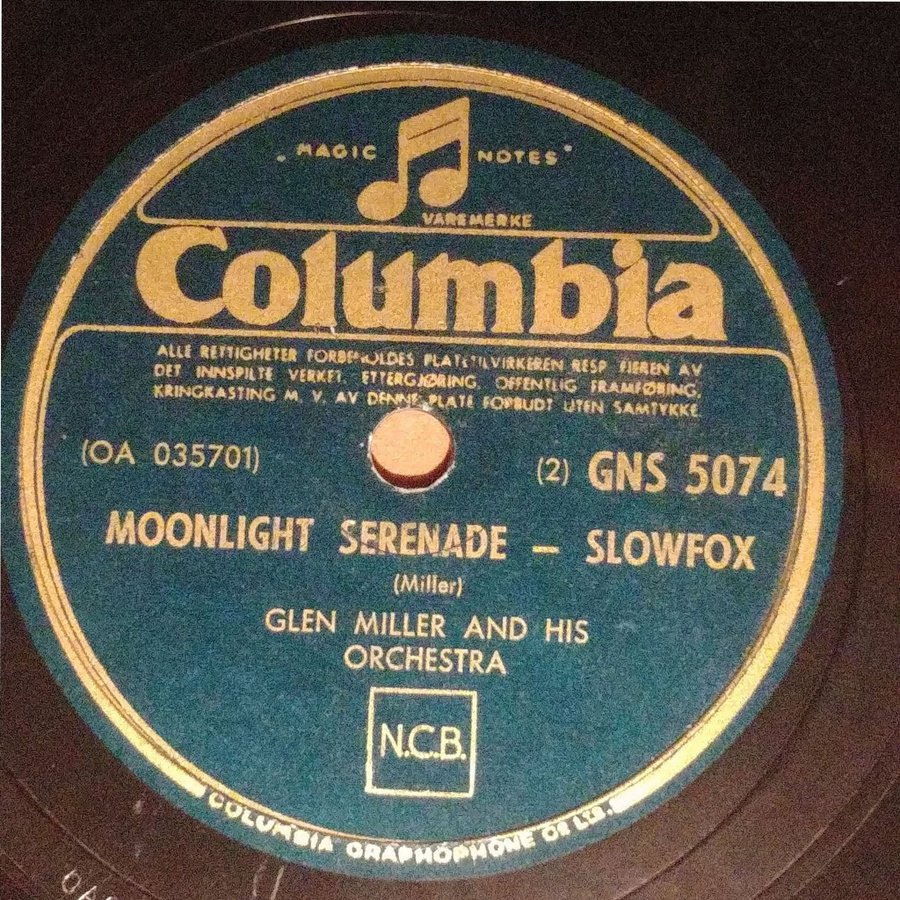 "MAGIC NOTES"
VAREMERKE
Columbia
ALLE RETTIGHETER FORBEHOLDES PLATETILVIRKEREN RESP. EIEREN AV
DET INNSPILTE VERKET. ETTERGJØRING, OFFENTLIG FRAMFØRING,
KRINGKASTING M. V. AV DENNE PLATE FORBUDT UTEN SAMTYKKE.
(OA 035701)
(2) GNS 5074
MOONLIGHT SERENADE – SLOWFOX
(Miller)
GLEN MILLER AND HIS
ORCHESTRA
N.C.B.
COLUMBIA GRAPHOPHONE Co LTD.